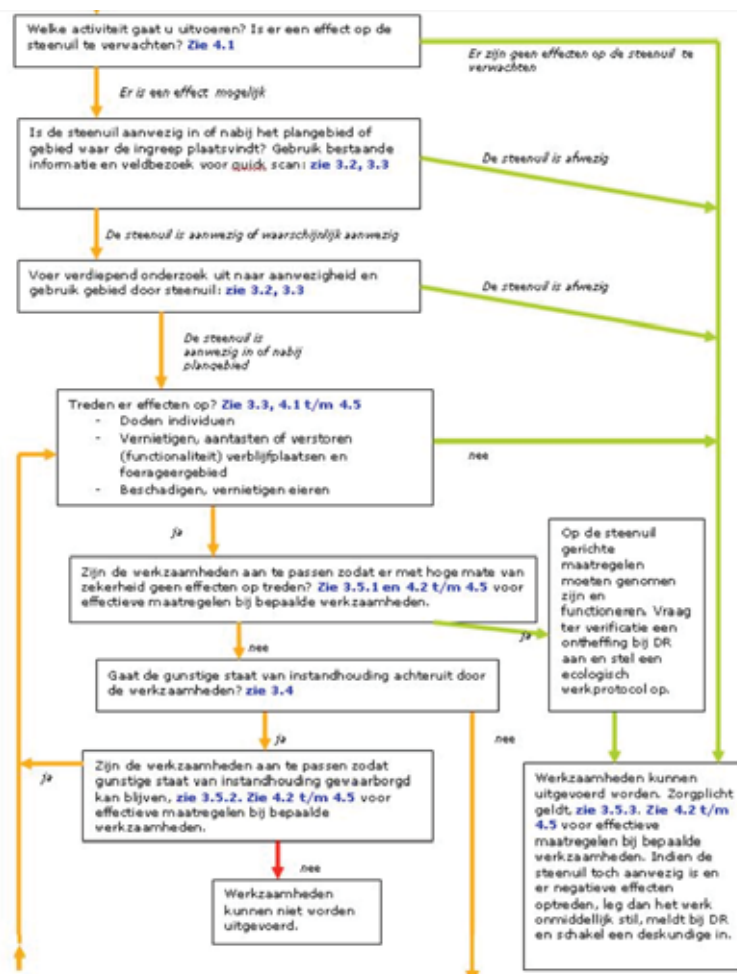 Welke activiteit gaat u uitvoeren? Is er een effect op de
steenuil te verwachten? Zie 4.1
Er zijn geen effecten op de steenuil te
verwachten
Er is een effect mogelijk
Is de steenuil aanwezig in of nabij het plangebied of
gebied waar de ingreep plaatsvindt? Gebruik bestaande
informatie en veldbezoek voor quick scan: zie 3.2, 3.3
De steenuil is afwezig
De steenuil is aanwezig of waarschijnlijk aanwezig
Voer verdiepend onderzoek uit naar aanwezigheid en
gebruik gebied door steenuil: zie 3.2, 3.3
De steenuil is afwezig
De steenuil is
aanwezig in of nabij
plangebied
Treden er effecten op? Zie 3.3, 4.1 t/m 4.5
- Doden individuen
- Vernietigen, aantasten of verstoren
(functionaliteit) verblijfplaatsen en
foerageergebied
- Beschadigen, vernietigen eieren
nee
ja
Zijn de werkzaamheden aan te passen zodat er met hoge mate van
zekerheid geen effecten op treden? Zie 3.5.1 en 4.2 t/m 4.5 voor
effectieve maatregelen bij bepaalde werkzaamheden.
ja
Op de steenuil
gerichte
maatregelen
moeten genomen
zijn en
functioneren. Vraag
ter verificatie een
ontheffing bij DR
aan en stel een
ecologisch
werkprotocol op.
nee
Gaat de gunstige staat van instandhouding achteruit door
de werkzaamheden? zie 3.4
ja
nee
ja
Zijn de werkzaamheden aan te passen zodat
gunstige staat van instandhouding gewaarborgd
kan blijven, zie 3.5.2. Zie 4.2 t/m 4.5 voor
effectieve maatregelen bij bepaalde
werkzaamheden.
nee
Werkzaamheden
kunnen niet worden
uitgevoerd.
Werkzaamheden kunnen
uitgevoerd worden. Zorgplicht
geldt, zie 3.5.3. Zie 4.2 t/m
4.5 voor effectieve
maatregelen bij bepaalde
werkzaamheden. Indien de
steenuil toch aanwezig is en
er negatieve effecten
optreden, leg dan het werk
onmiddellijk stil, meldt bij DR
en schakel een deskundige in.